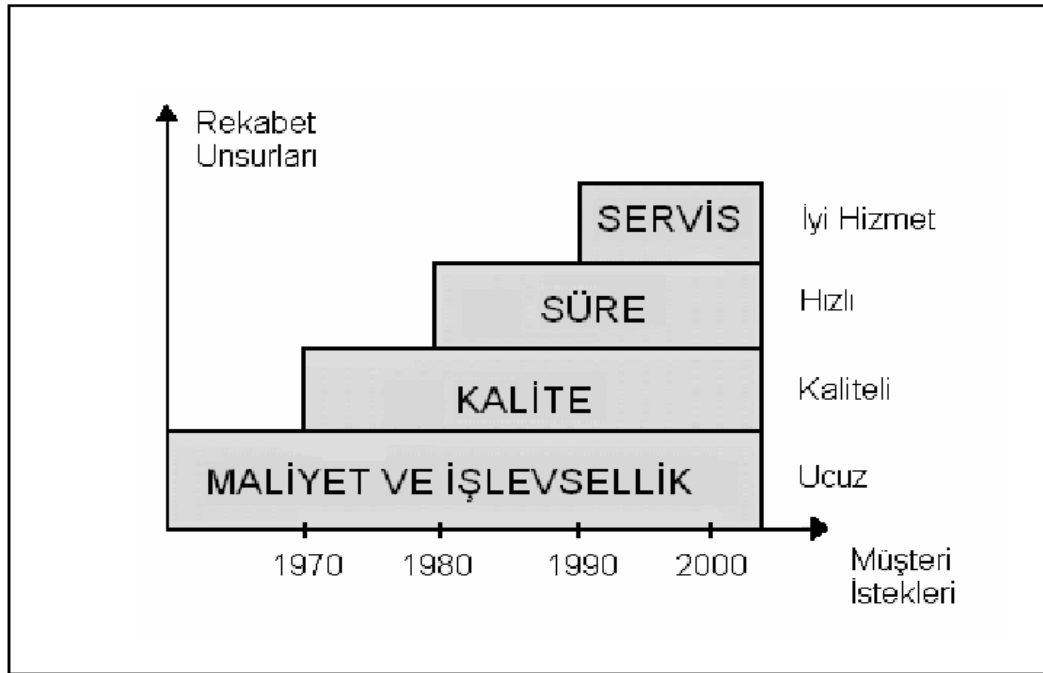 Rekabet
Unsurları
SERVİS
İyi Hizmet
SÜRE
Hızlı
KALİTE
Kaliteli
MALİYET VE İŞLEVSELLİK
Ucuz
1970
1980
1990
2000
Müşteri
İstekleri